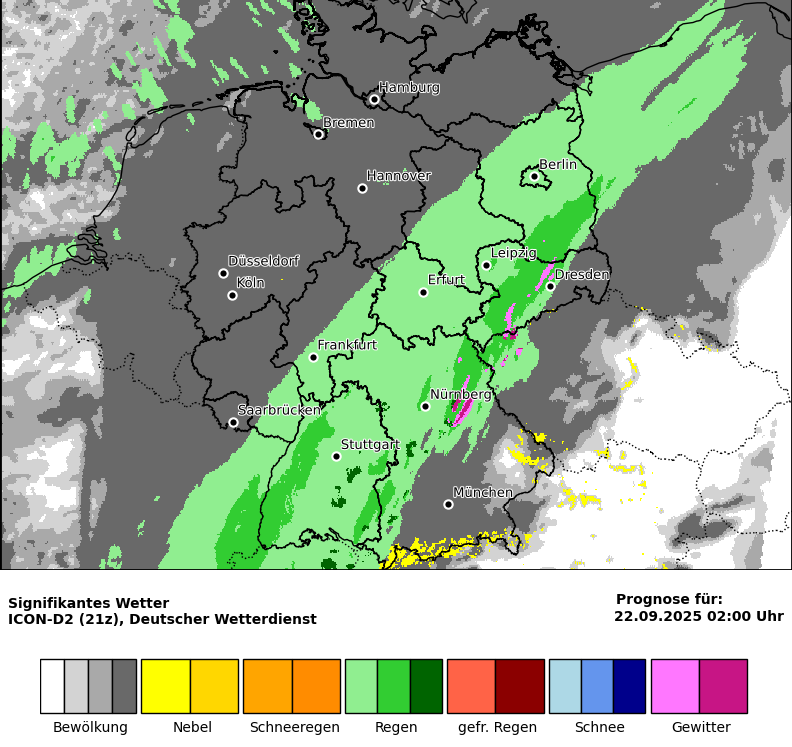 Hamburg
Bremen
Berlin
Hannover
Leipzig
Düsseldorf
Dresden
Köln
Erfurt
Frankfurt
Nürnberg
Saarbrücken
Stuttgart
München
Signifikantes Wetter
ICON-D2 (21z), Deutscher Wetterdienst
Prognose für:
22.09.2025 02:00 Uhr
Bewölkung
Nebel
Schneeregen
Regen
gefr. Regen
Schnee
Gewitter